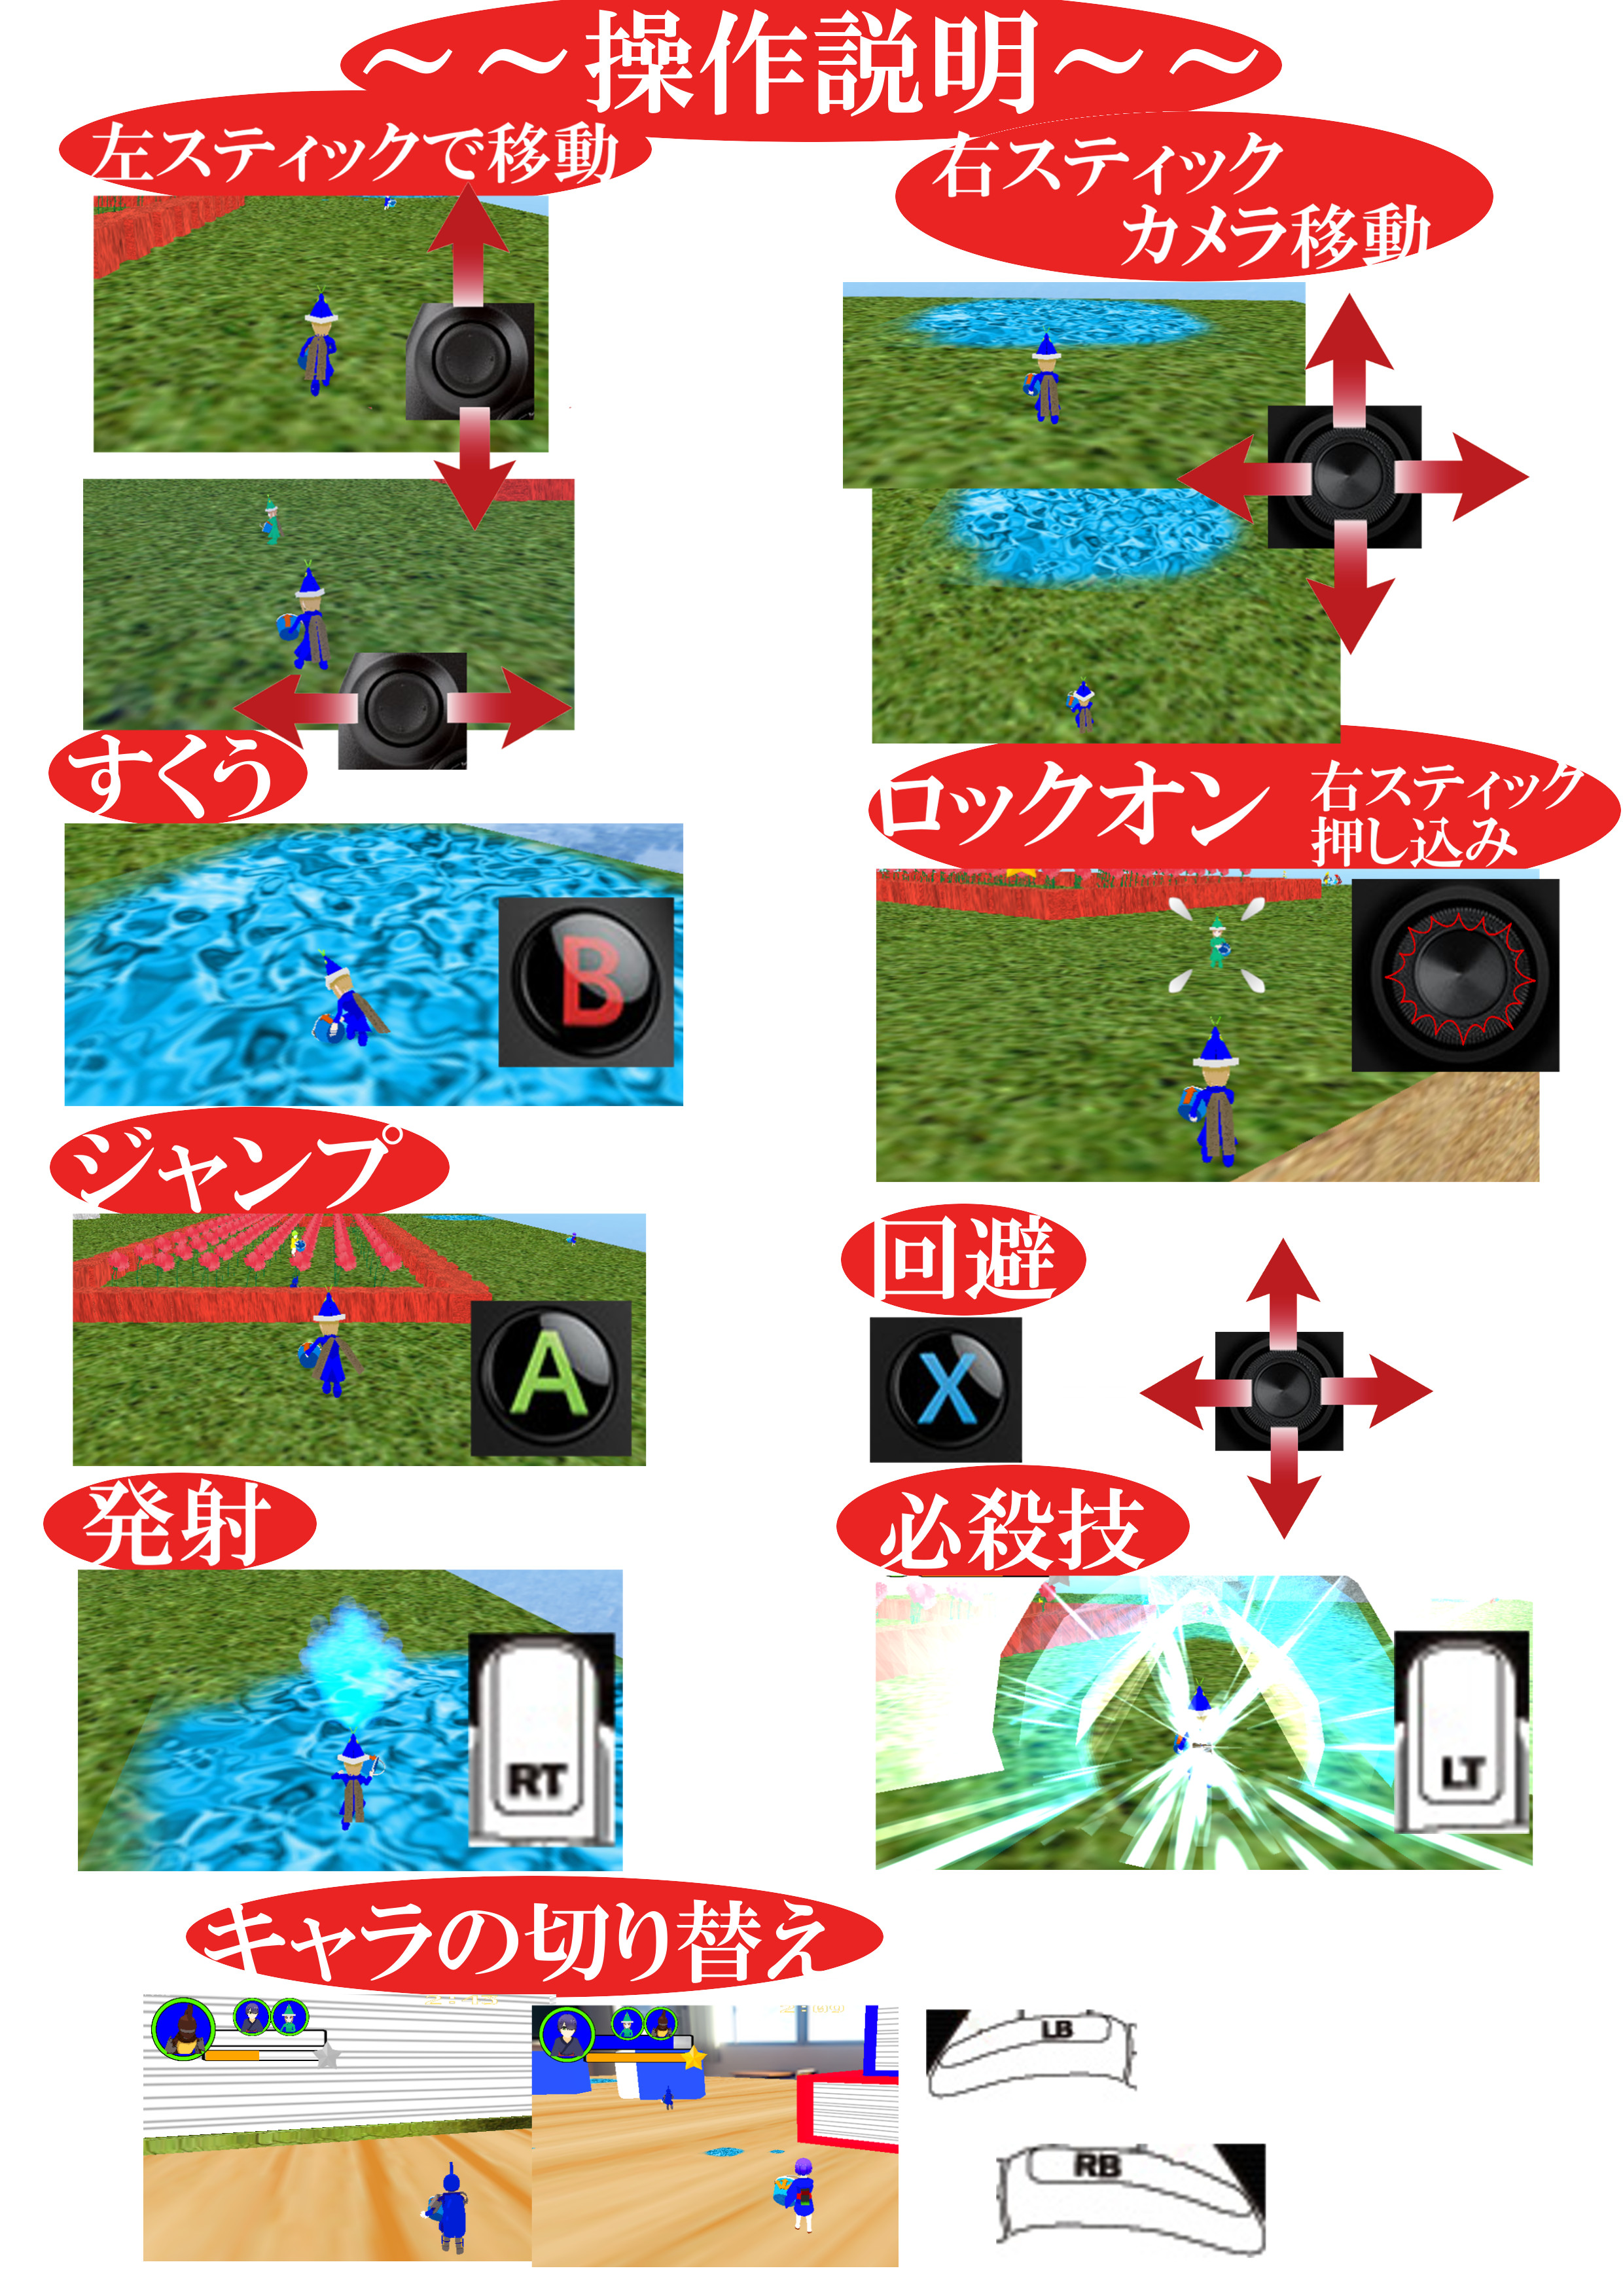 ～～操作説明～～
左スティックで移動
右スティック
カメラ移動
すくう
B
ロックオン
右スティック
押し込み
ジャンプ
A
回避
X
発射
RT
必殺技
LT
キャラの切り替え
LB
RB